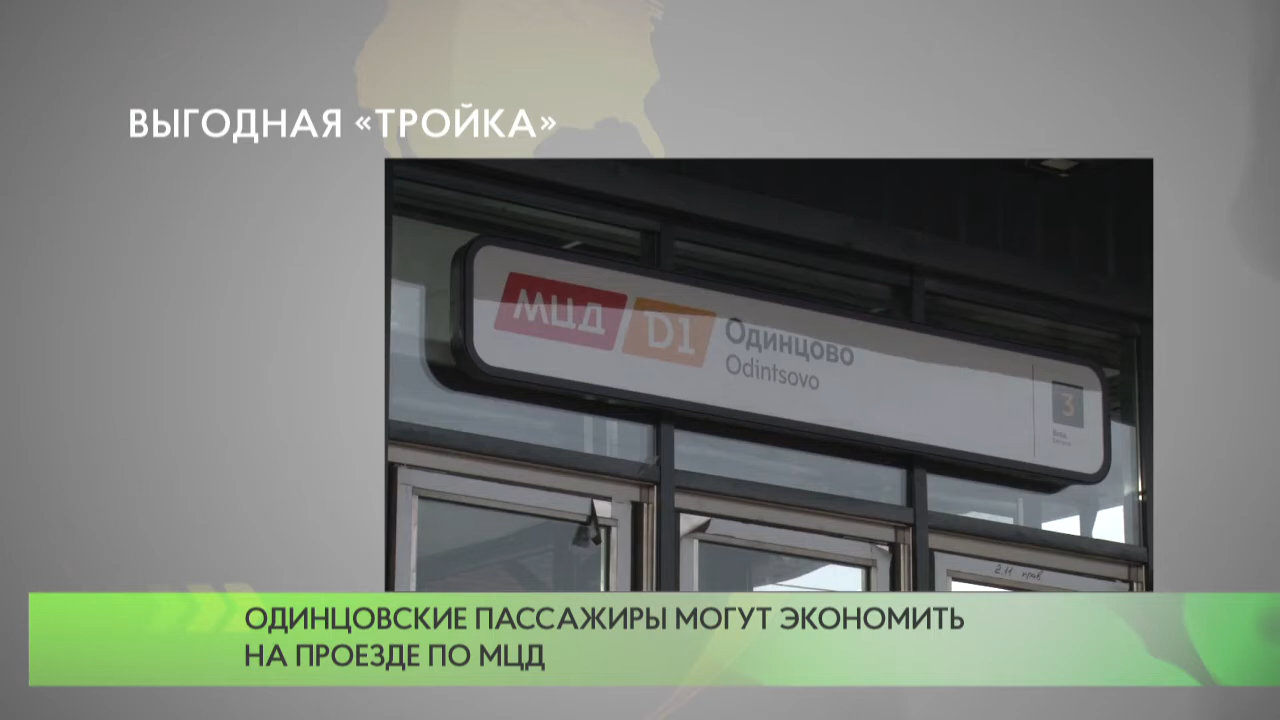 ВЫГОДНАЯ «ТРОЙКА»
МЦД D1 Одинцово
Odintsovo
3
ОДИНЦОВСКИЕ ПАССАЖИРЫ МОГУТ ЭКОНОМИТЬ
НА ПРОЕЗДЕ ПО МЦД